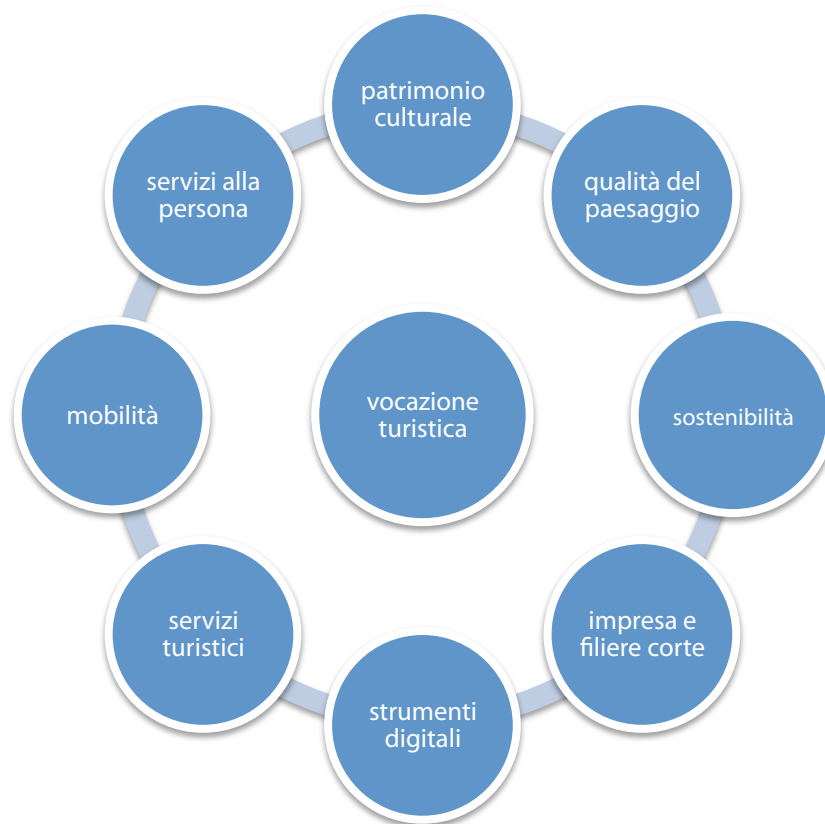 patrimonio
culturale
qualità del
paesaggio
sostenibilità
impresa e
filiere corte
strumenti
digitali
servizi
turistici
mobilità
servizi alla
persona
vocazione
turistica